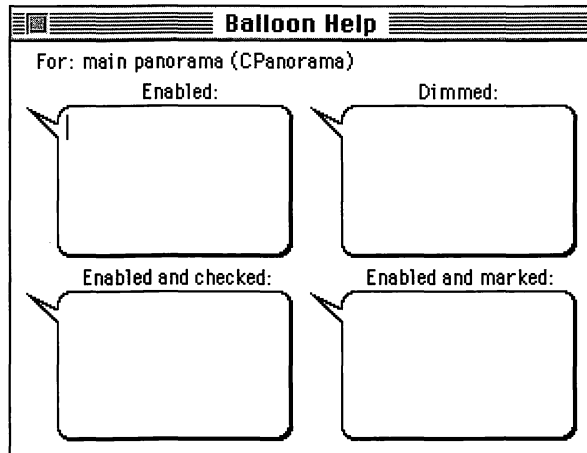 Balloon Help
For: main panorama (CPanorama)
Enabled:
Dimmed:
Enabled and checked:
Enabled and marked: